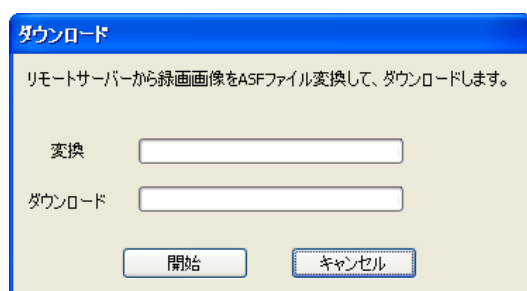 ダウンロード
リモートサーバーから録画画像をASFファイル変換して、ダウンロードします。
変換
ダウンロード
開始
キャンセル